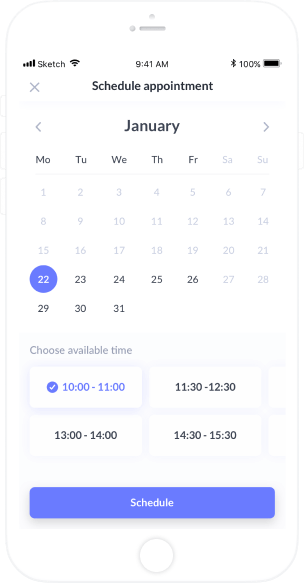 Sketch 9:41 AM 100%
Schedule appointment
January
Mo Tu We Th Fr Sa Su
1 2 3 4 5 6 7
8 9 10 11 12 13 14
15 16 17 18 19 20 21
22 23 24 25 26 27 28
29 30 31
Choose available time
10:00 - 11:00 11:30 -12:30
13:00 - 14:00 14:30 - 15:30
Schedule